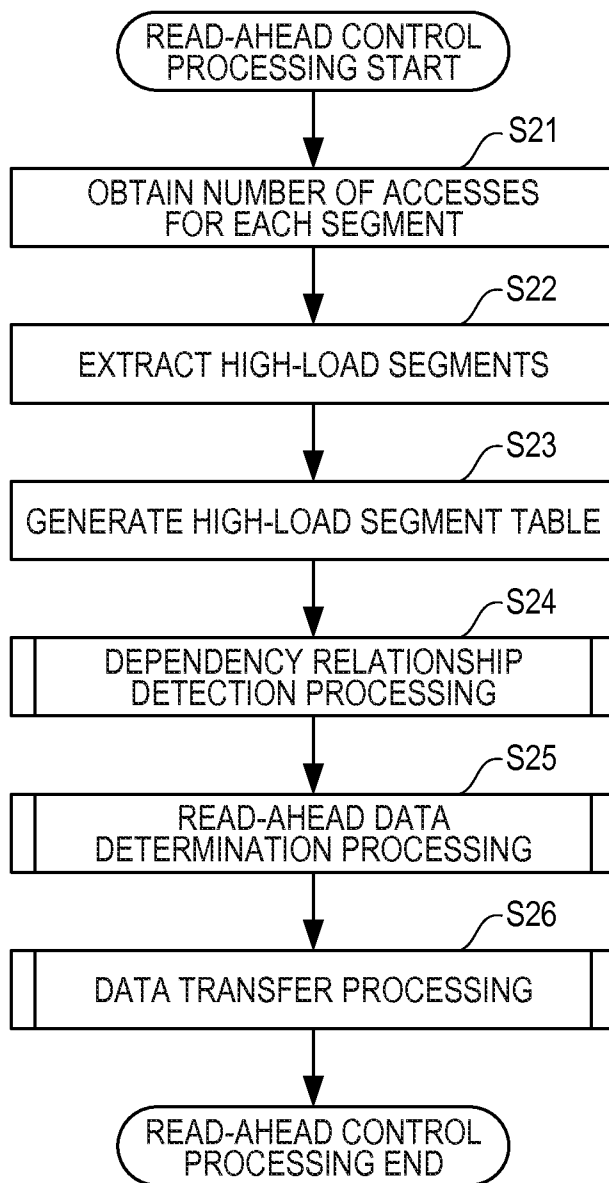 READ-AHEAD CONTROL
PROCESSING START
S21
OBTAIN NUMBER OF ACCESSES
FOR EACH SEGMENT
S22
EXTRACT HIGH-LOAD SEGMENTS
S23
GENERATE HIGH-LOAD SEGMENT TABLE
S24
DEPENDENCY RELATIONSHIP
DETECTION PROCESSING
S25
READ-AHEAD DATA
DETERMINATION PROCESSING
S26
DATA TRANSFER PROCESSING
READ-AHEAD CONTROL
PROCESSING END